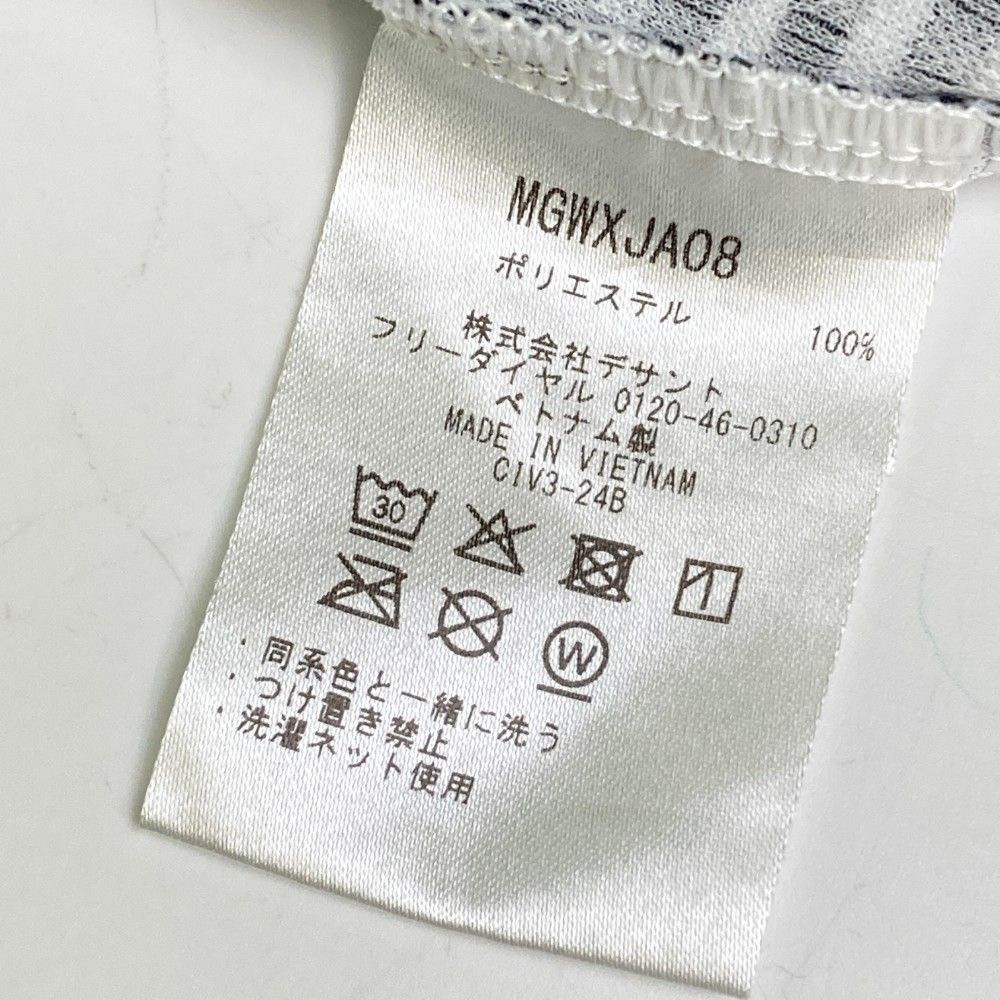 MGWXJA08
ポリエステル 100%
株式会社デサント
フリーダイヤル 0120-46-0310
ベトナム製
MADE IN VIETNAM
CIV3-24B
30
W
・同系色と一緒に洗う
・つけ置き禁止
・洗濯ネット使用